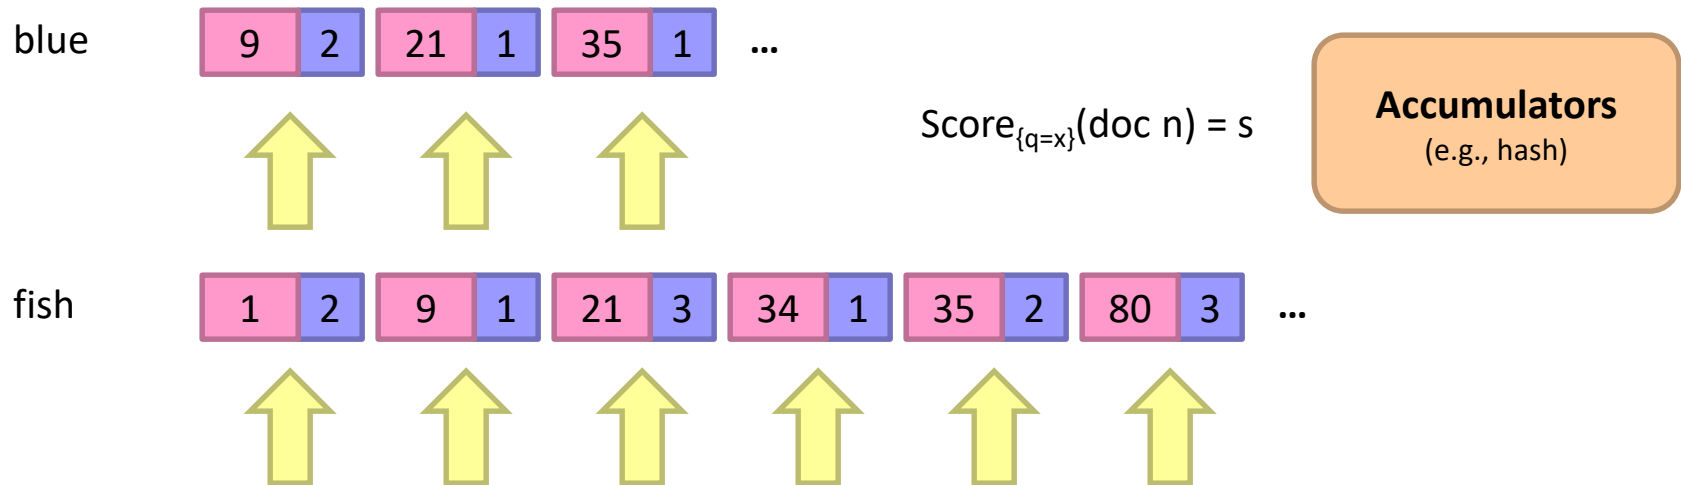 blue 9 2 21 1 35 1 ...
Score{q=x}(doc n) = s
Accumulators
(e.g., hash)
fish 1 2 9 1 21 3 34 1 35 2 80 3 ...